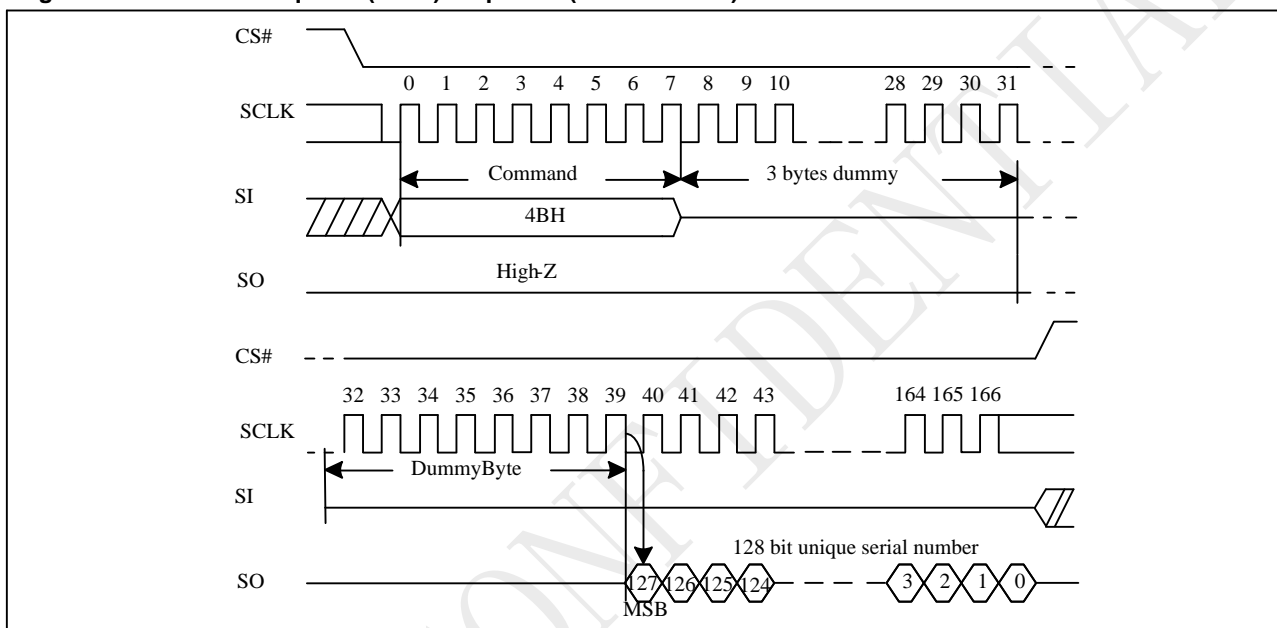 CS#
0 1 2 3 4 5 6 7 8 9 10 28 29 30 31
SCLK
Command 3 bytes dummy
SI
4BH
High-Z
SO
CS#
32 33 34 35 36 37 38 39 40 41 42 43 164 165 166
SCLK
DummyByte
SI
128 bit unique serial number
SO 127 126 125 124 3 2 1 0
MSB